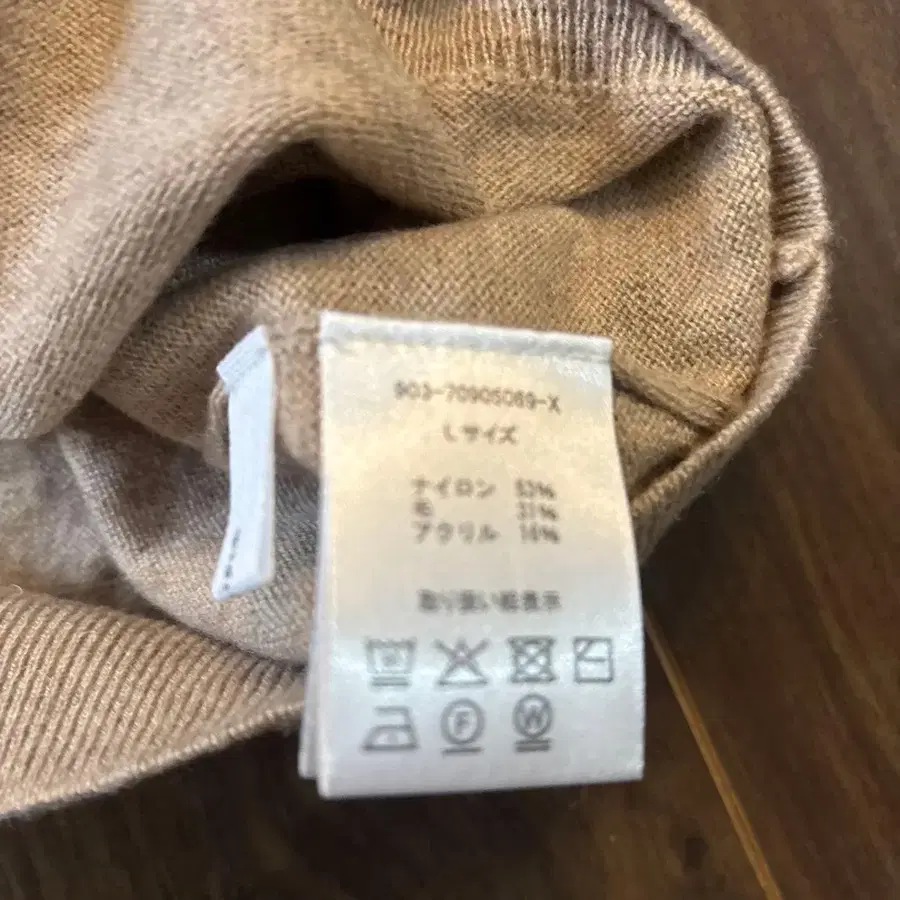 903-70905069-X
Lサイズ
ナイロン 53%
毛 31%
アクリル 16%
取り扱い絵表示
F W